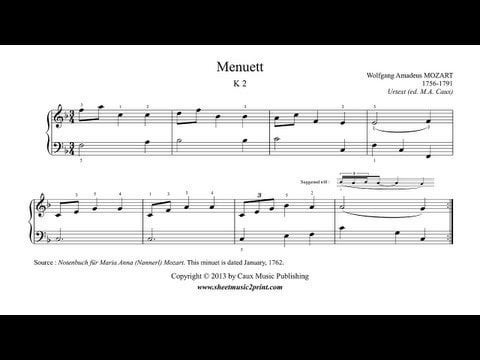 Menuett
K 2
Wolfgang Amadeus MOZART
1756-1791
Urtext (ed. M.A. Caux)
Suggested trill :
Source : Notenbuch für Maria Anna (Nannerl) Mozart. This minuet is dated January, 1762.
Copyright © 2013 by Caux Music Publishing
www.sheetmusic2print.com